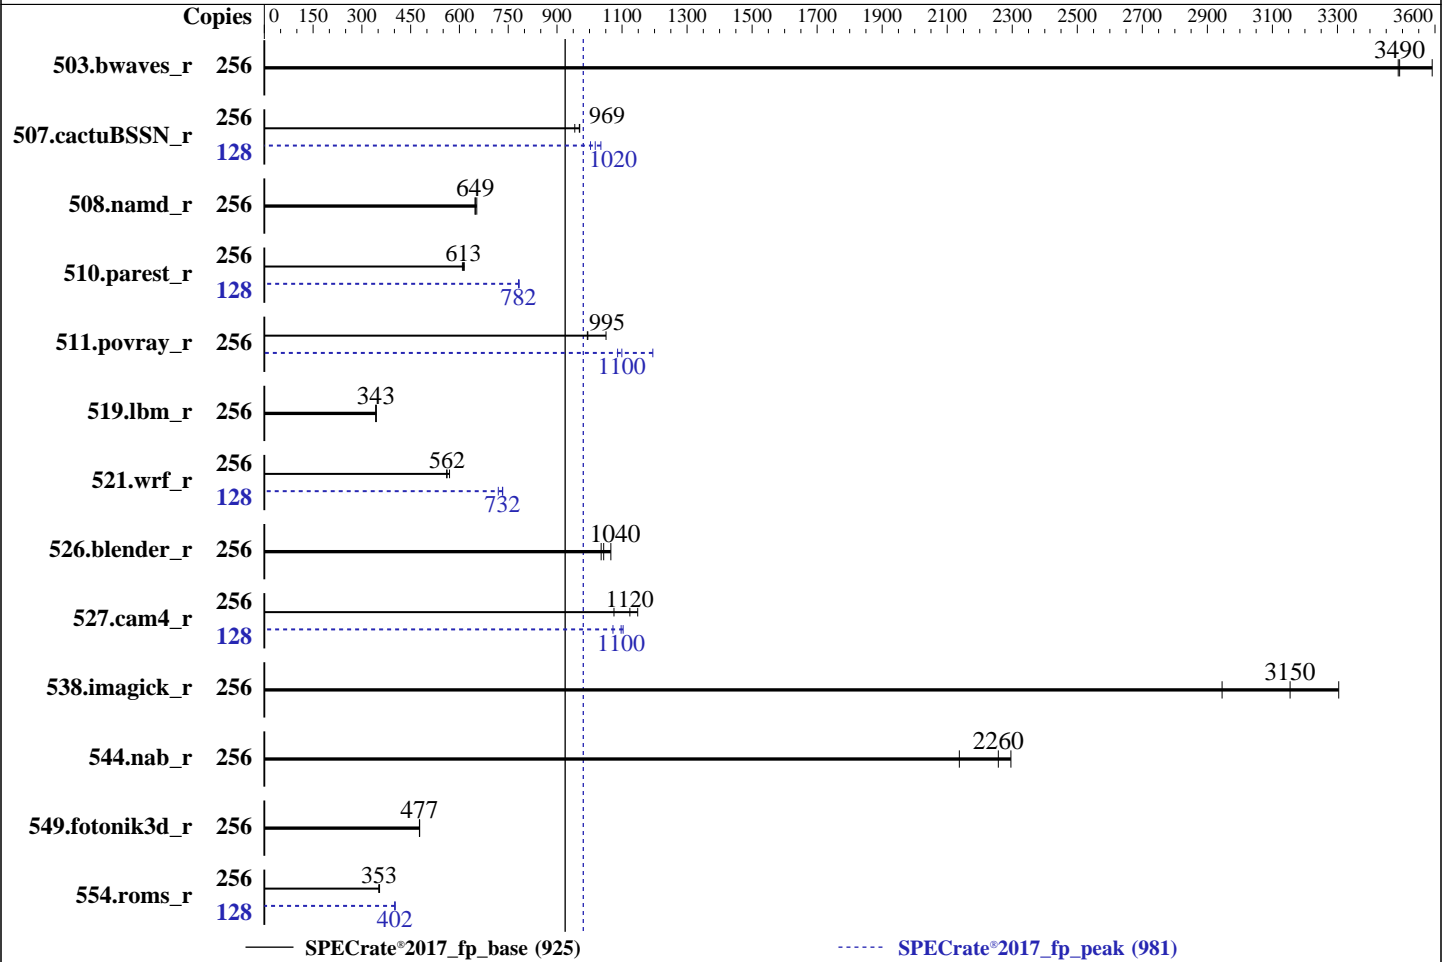 Copies 0 150 300 450 600 750 900 1100 1300 1500 1700 1900 2100 2300 2500 2700 2900 3100 3300 3600
503.bwaves_r 256 3490
507.cactuBSSN_r 256 969
128 1020
508.namd_r 256 649
510.parest_r 256 613
128 782
511.povray_r 256 995
1100
519.lbm_r 256 343
521.wrf_r 256 562
128 732
526.blender_r 256 1040
527.cam4_r 256 1120
128 1100
538.imagick_r 256 3150
544.nab_r 256 2260
549.fotonik3d_r 256 477
554.roms_r 256 353
128 402
SPECrate®2017_fp_base (925) SPECrate®2017_fp_peak (981)